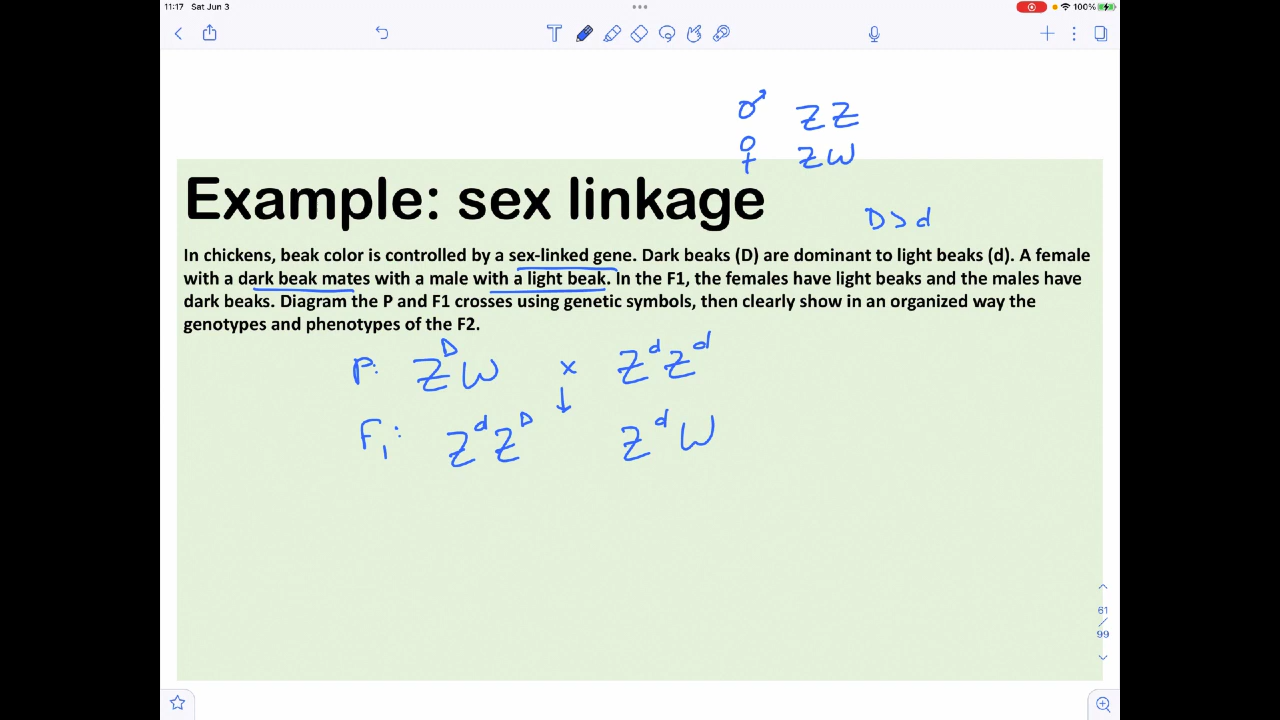 11:17 Sat Jun 3
100%
♂ ZZ
♀ ZW
Example: sex linkage
D > d
In chickens, beak color is controlled by a sex-linked gene. Dark beaks (D) are dominant to light beaks (d). A female
with a dark beak mates with a male with a light beak. In the F1, the females have light beaks and the males have
dark beaks. Diagram the P and F1 crosses using genetic symbols, then clearly show in an organized way the
genotypes and phenotypes of the F2.
P: Z^D W × Z^d Z^d
↓
F₁: Z^d Z^D Z^d W
61
/
99